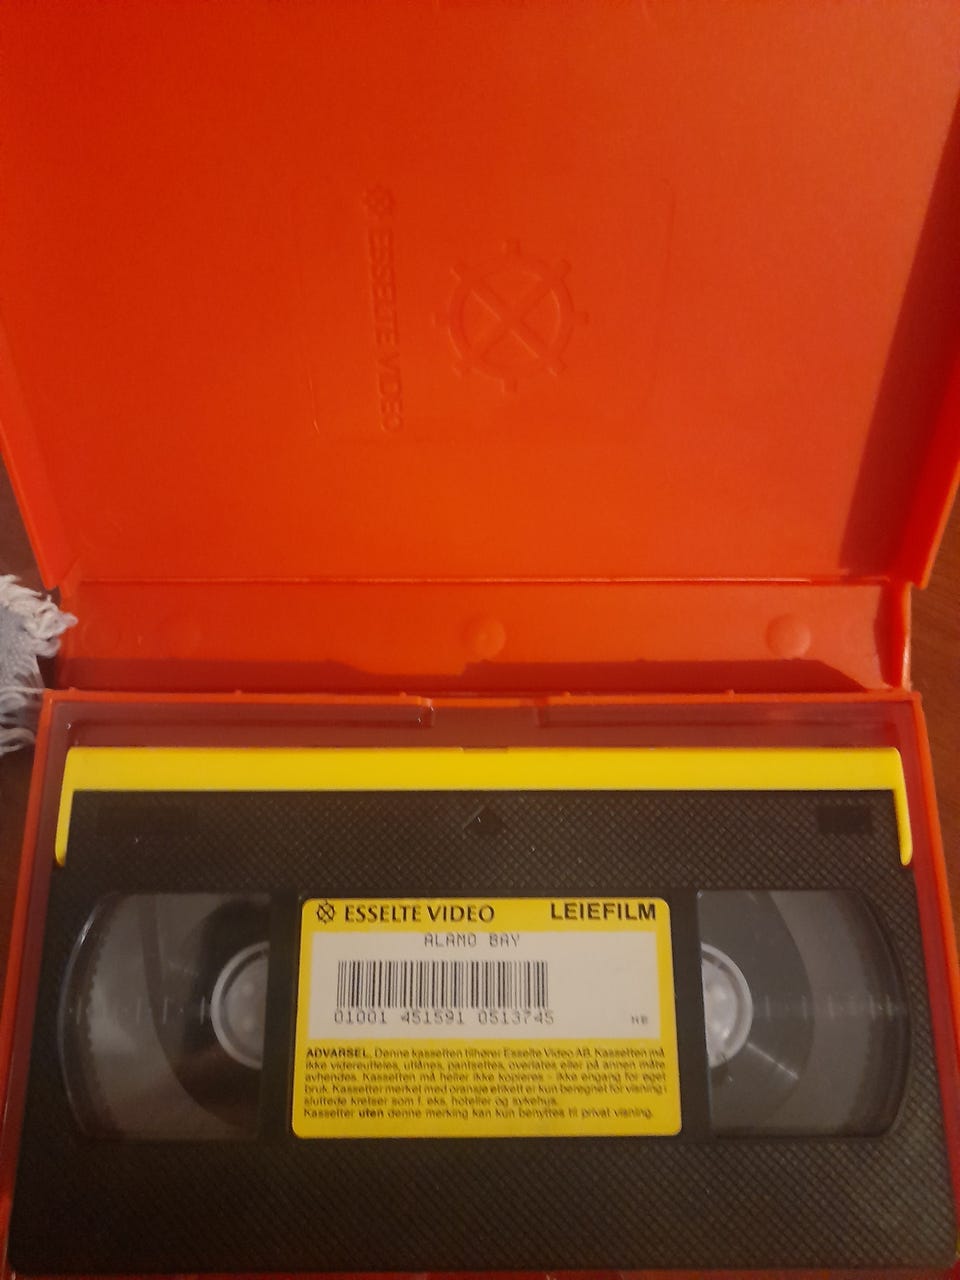 ESSELTE VIDEO
ESSELTE VIDEO LEIEFILM
ALAMO BAY
01001 451591 0513745
HB
ADVARSEL. Denne kassetten tilhører Esselte Video AB. Kassetten må
ikke videreutleies, utlånes, pantsettes, overlates eller på annen måte
avhendes. Kassetten må heller ikke kopieres – ikke engang for eget
bruk. Kassetter merket med oransje etikett er kun beregnet for visning i
sluttede kretser som f. eks. hoteller og sykehus.
Kassetter uten denne merking kan kun benyttes til privat visning.